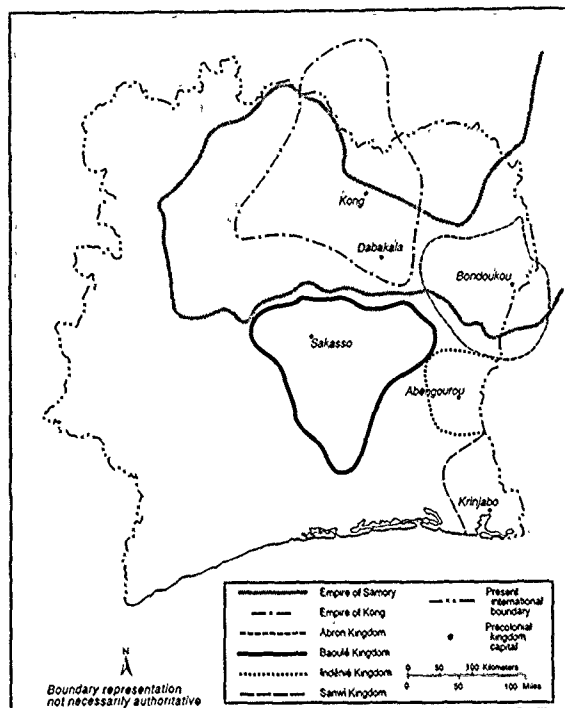 Kong
Dabakala
Bondoukou
Sakasso
Abengourou
Krinjabo
Empire of Samory
Empire of Kong
Abron Kingdom
Baoulé Kingdom
Indénié Kingdom
Sanwi Kingdom
Present
international
boundary
Precolonial
kingdom
capital
0 50 100 Kilometers
0 50 100 Miles
N
Boundary representation
not necessarily authoritative